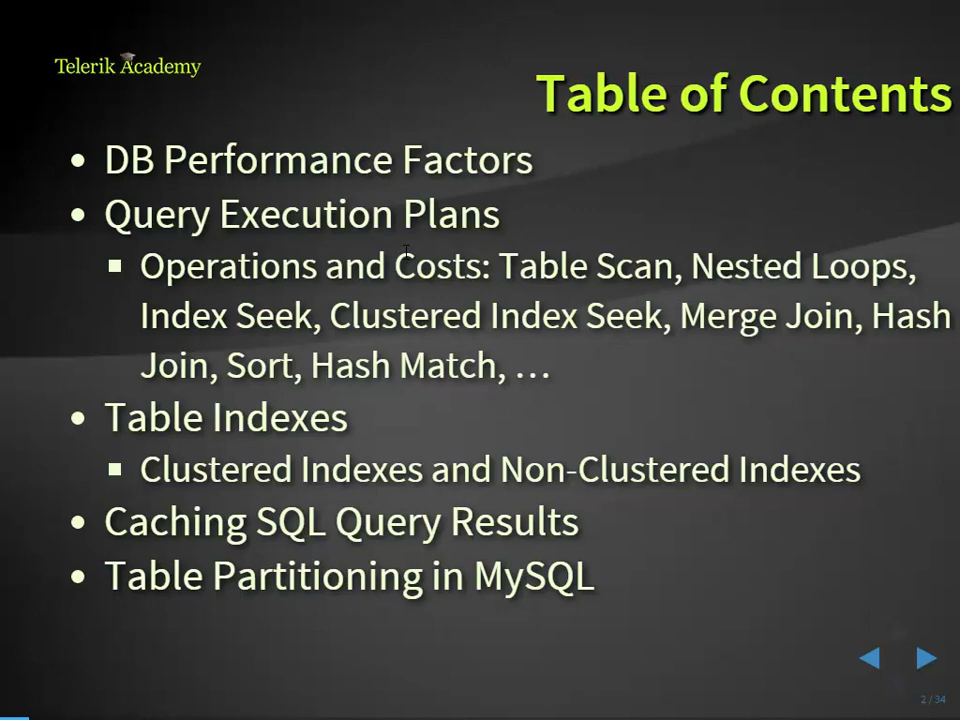 Telerik Academy
Table of Contents
• DB Performance Factors
• Query Execution Plans
▪ Operations and Costs: Table Scan, Nested Loops,
Index Seek, Clustered Index Seek, Merge Join, Hash
Join, Sort, Hash Match, …
• Table Indexes
▪ Clustered Indexes and Non-Clustered Indexes
• Caching SQL Query Results
• Table Partitioning in MySQL
2 / 34